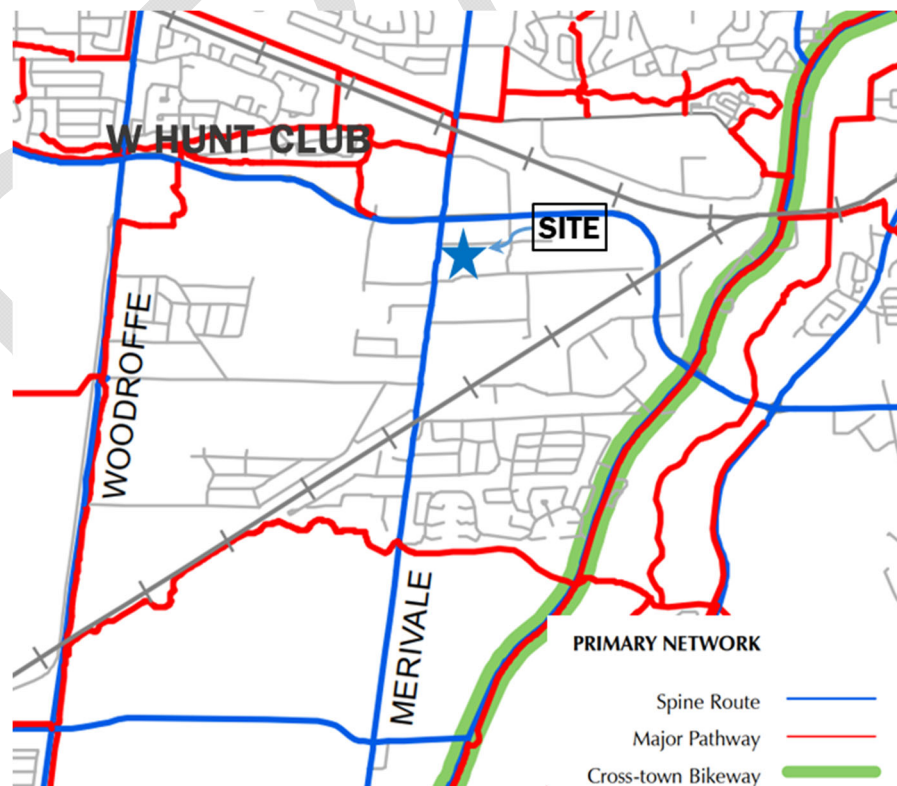 W HUNT CLUB
SITE
WOODROFFE
MERIVALE
PRIMARY NETWORK
Spine Route
Major Pathway
Cross-town Bikeway